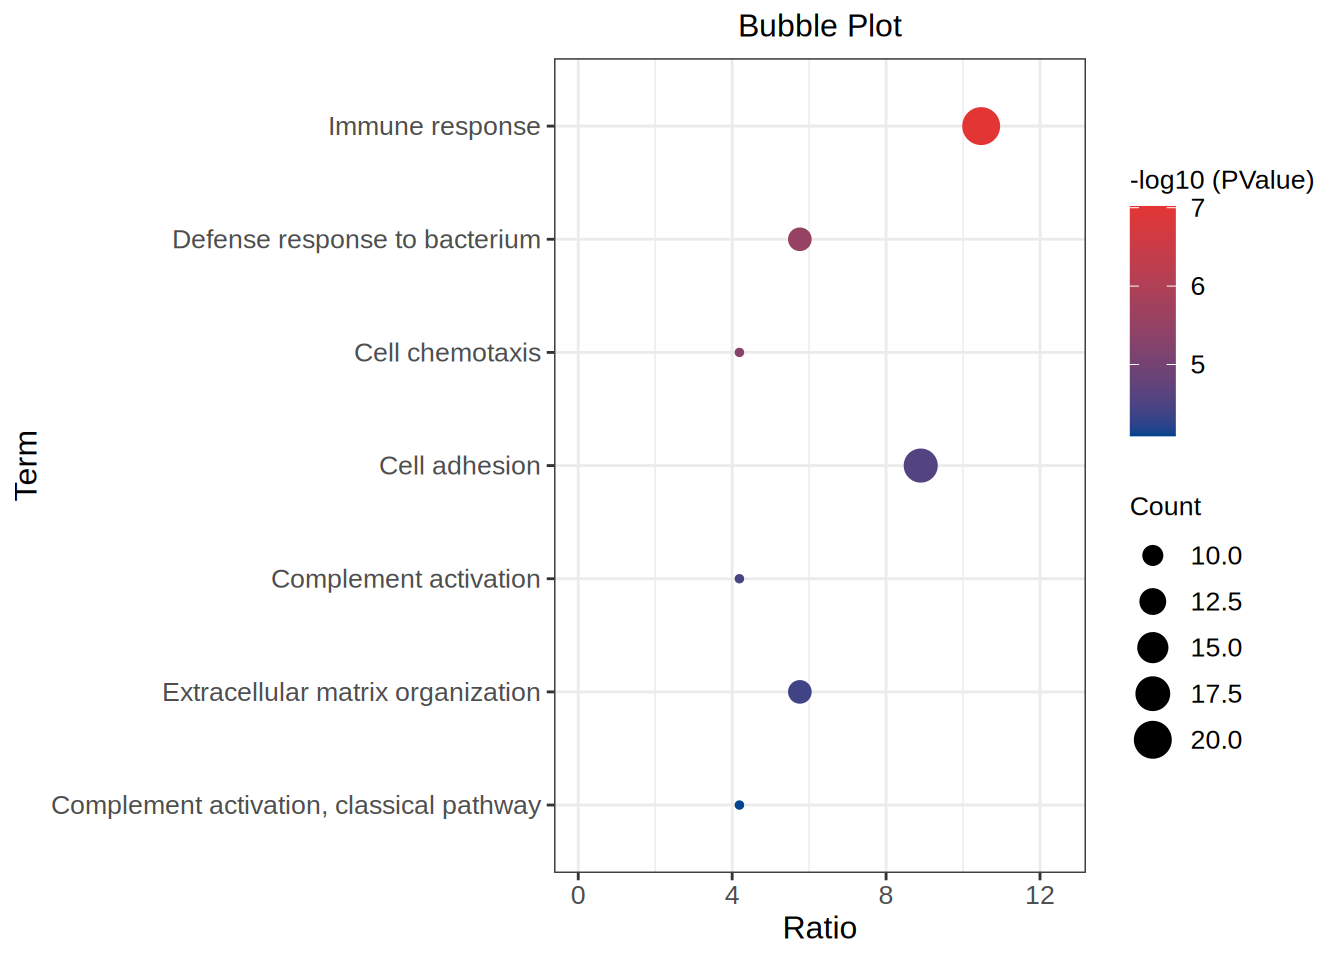 Bubble Plot
Immune response
Defense response to bacterium
Cell chemotaxis
Cell adhesion
Complement activation
Extracellular matrix organization
Complement activation, classical pathway
Term
0 4 8 12
Ratio
-log10 (PValue)
7
6
5
Count
10.0
12.5
15.0
17.5
20.0